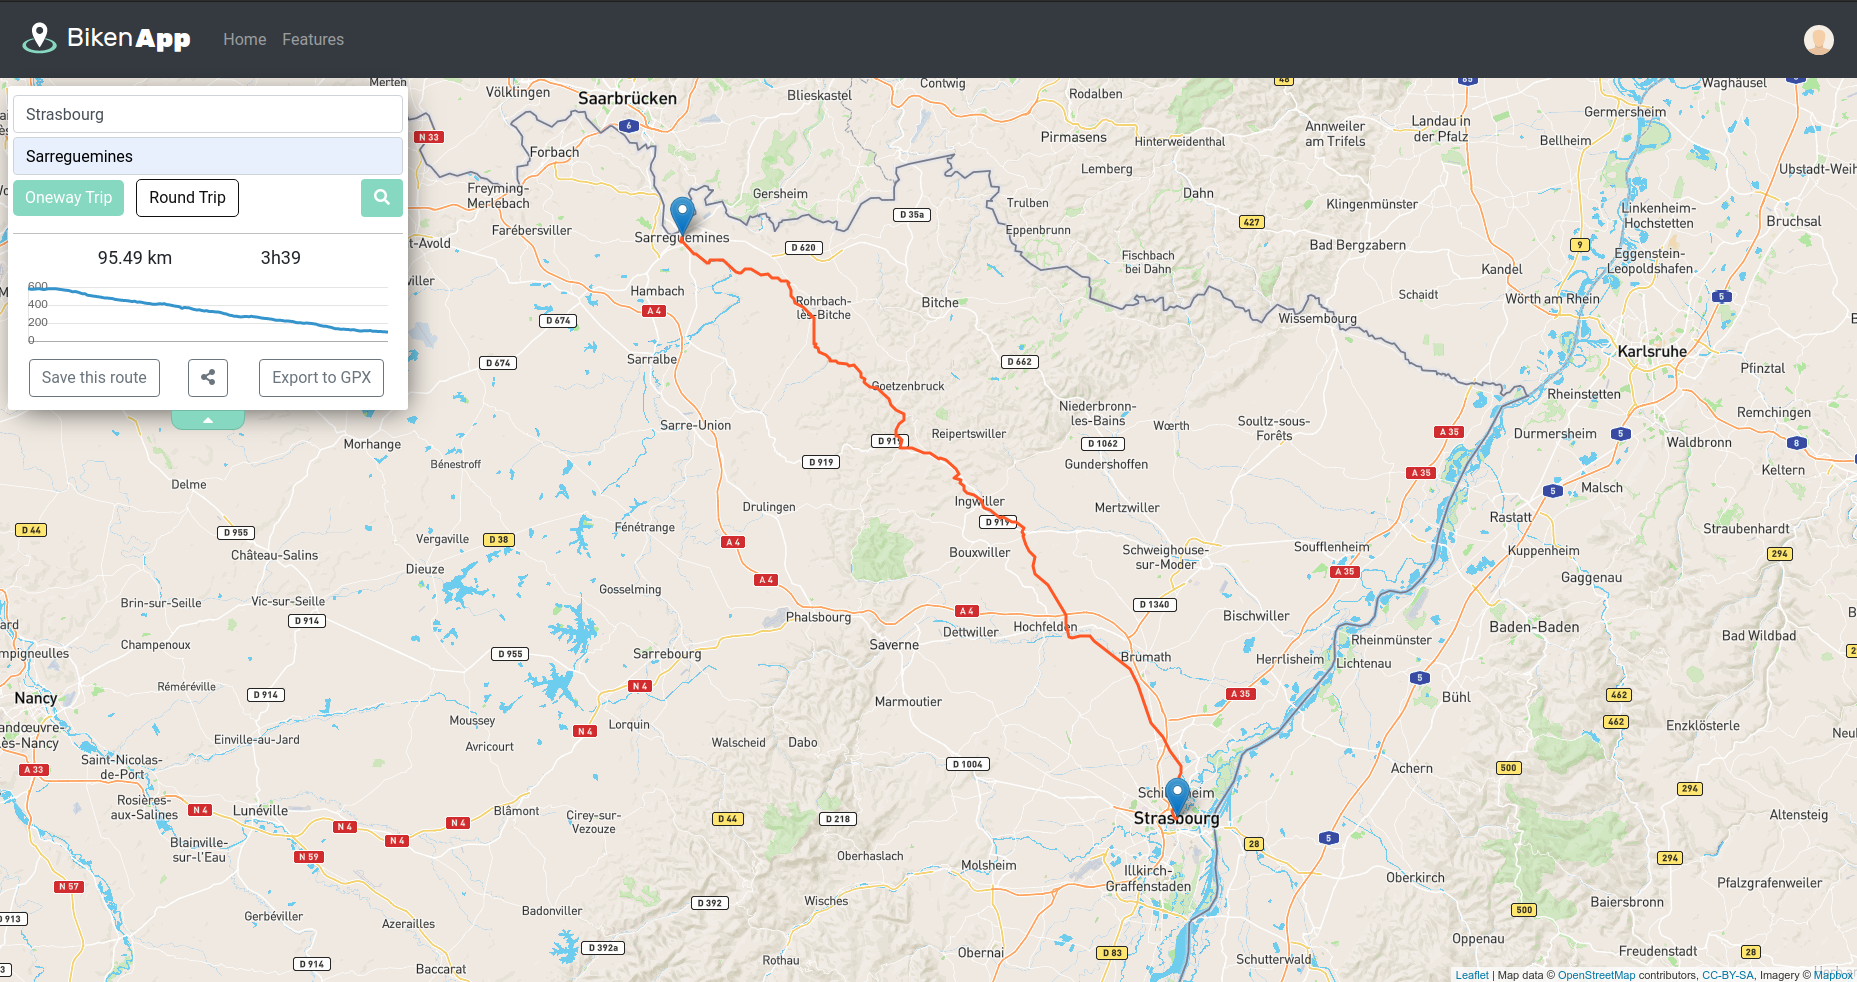 BikenApp
Home
Features
Strasbourg
Sarreguemines
Oneway Trip
Round Trip
95.49 km
3h39
600
400
200
0
Save this route
Export to GPX
Völklingen
Saarbrücken
Blieskastel
Contwig
Rodalben
Waghäusel
Germersheim
Landau in
der Pfalz
Annweiler
am Trifels
Bellheim
N 33
6
Forbach
Pirmasens
Hinterweidenthal
Lemberg
Ubstadt-Weih
Freyming-
Merlebach
Gersheim
Dahn
Trulben
Klingenmünster
Linkenheim-
Hochstetten
Bruchsal
D 35a
427
Farébersviller
Sarreguemines
D 620
Eppenbrunn
Bad Bergzabern
9
t-Avold
Fischbach
bei Dahn
Eggenstein-
Leopoldshafen
Kandel
Hambach
Rohrbach-
lès-Bitche
Bitche
Schaidt
Wörth am Rhein
5
A 4
D 674
Wissembourg
Karlsruhe
D 674
Sarralbe
D 662
Pfinztal
Goetzenbruck
Rheinstetten
Niederbronn-
les-Bains
Wœrth
Soultz-sous-
Forêts
Remchingen
Sarre-Union
Reipertswiller
Durmersheim
5
Waldbronn
8
A 35
Morhange
D 919
D 919
D 1062
Gundershoffen
Bénestroff
A 35
Keltern
Delme
Malsch
5
Drulingen
Ingwiller
Mertzwiller
Rastatt
D 919
Straubenhardt
D 44
D 955
Vergaville
D 38
Fénétrange
A 4
Château-Salins
Bouxwiller
Schweighouse-
sur-Moder
Soufflenheim
Kuppenheim
294
Dieuze
A 4
A 35
Gaggenau
Gosselming
Brin-sur-Seille
Vic-sur-Seille
D 1340
Bischwiller
D 914
Phalsbourg
A 4
Hochfelden
Dettwiller
Baden-Baden
Bad Wildbad
Champenoux
Saverne
Rheinmünster
mpigneulles
D 955
Sarrebourg
Brumath
Herrlisheim
Lichtenau
Réméréville
D 914
N 4
5
A 35
462
Nancy
Marmoutier
Bühl
Moussey
Lorquin
N 4
462
Enzklösterle
andœuvre-
ès-Nancy
Einville-au-Jard
Avricourt
Walscheid
Dabo
A 33
Saint-Nicolas-
de-Port
D 1004
Achern
500
294
Rosières-
aux-Salines
N 4
Lunéville
Blâmont
Strasbourg
N 4
N 4
N 4
Cirey-sur-
Vezouze
D 44
D 218
Altensteig
Blainville-
sur-l'Eau
N 59
Oberhaslach
Molsheim
28
5
294
N 57
Illkirch-
Graffenstaden
Oberkirch
Pfalzgrafenweiler
D 392
Wisches
Baiersbronn
Badonviller
500
Gerbéviller
Azerailles
D 392a
Obernai
D 83
Oppenau
Freudenstadt
28
D 914
Baccarat
Rothau
Schutterwald
Leaflet | Map data © OpenStreetMap contributors, CC-BY-SA, Imagery © Mapbox